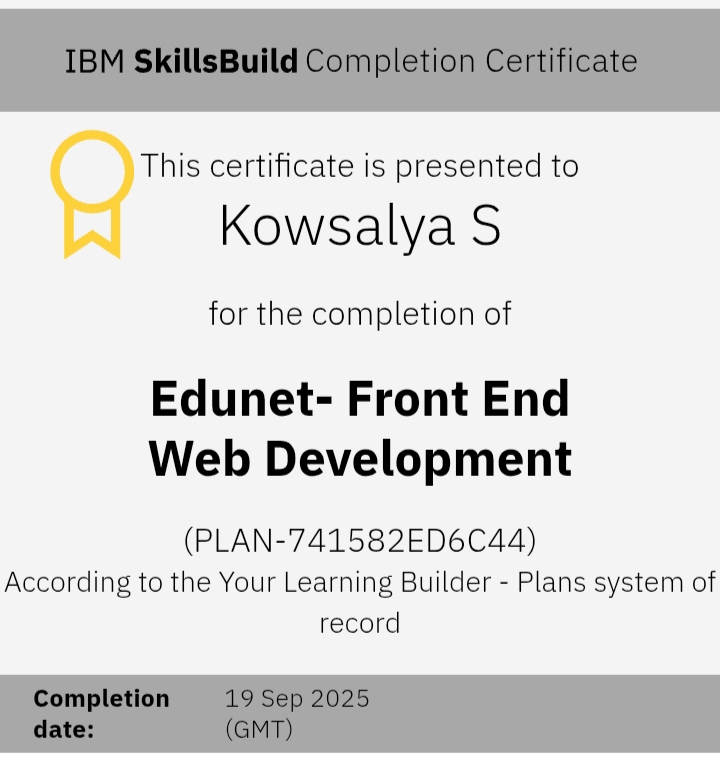 IBM SkillsBuild Completion Certificate
This certificate is presented to
Kowsalya S
for the completion of
Edunet- Front End
Web Development
(PLAN-741582ED6C44)
According to the Your Learning Builder - Plans system of
record
Completion date:
19 Sep 2025 (GMT)